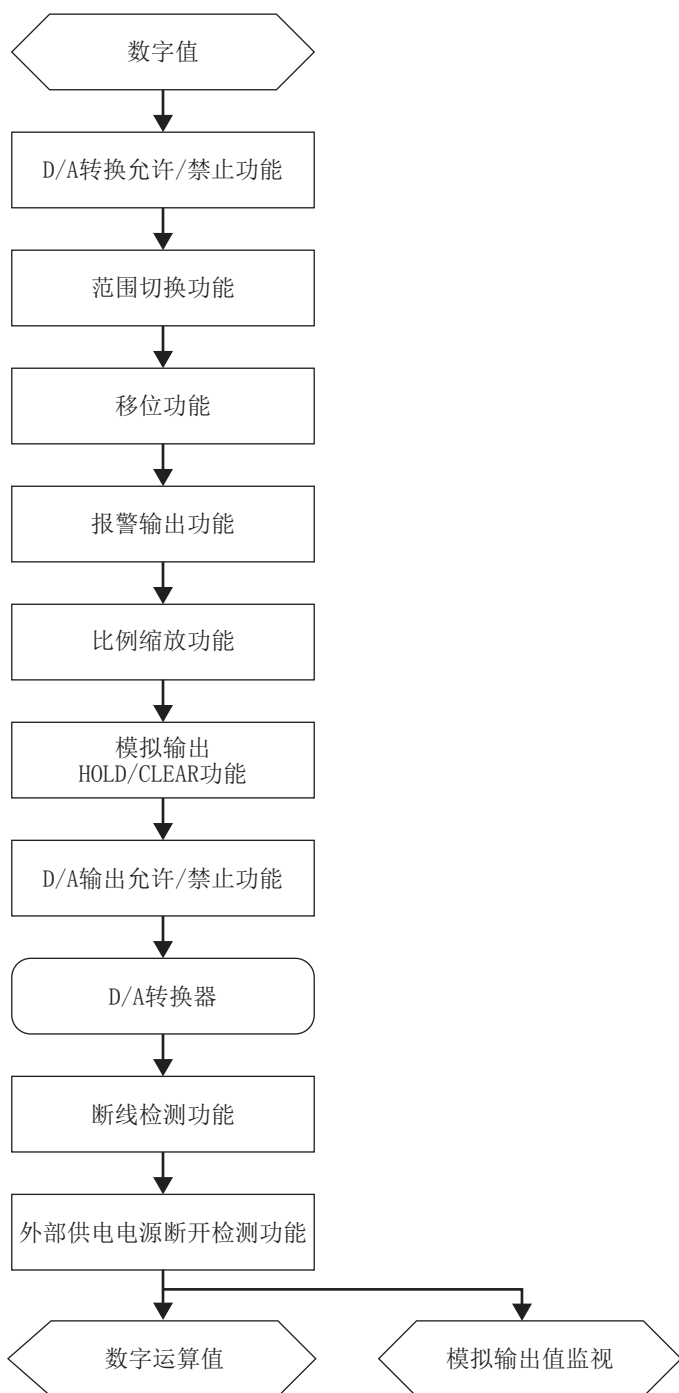 数字值
D/A转换允许/禁止功能
范围切换功能
移位功能
报警输出功能
比例缩放功能
模拟输出
HOLD/CLEAR功能
D/A输出允许/禁止功能
D/A转换器
断线检测功能
外部供电电源断开检测功能
数字运算值
模拟输出值监视